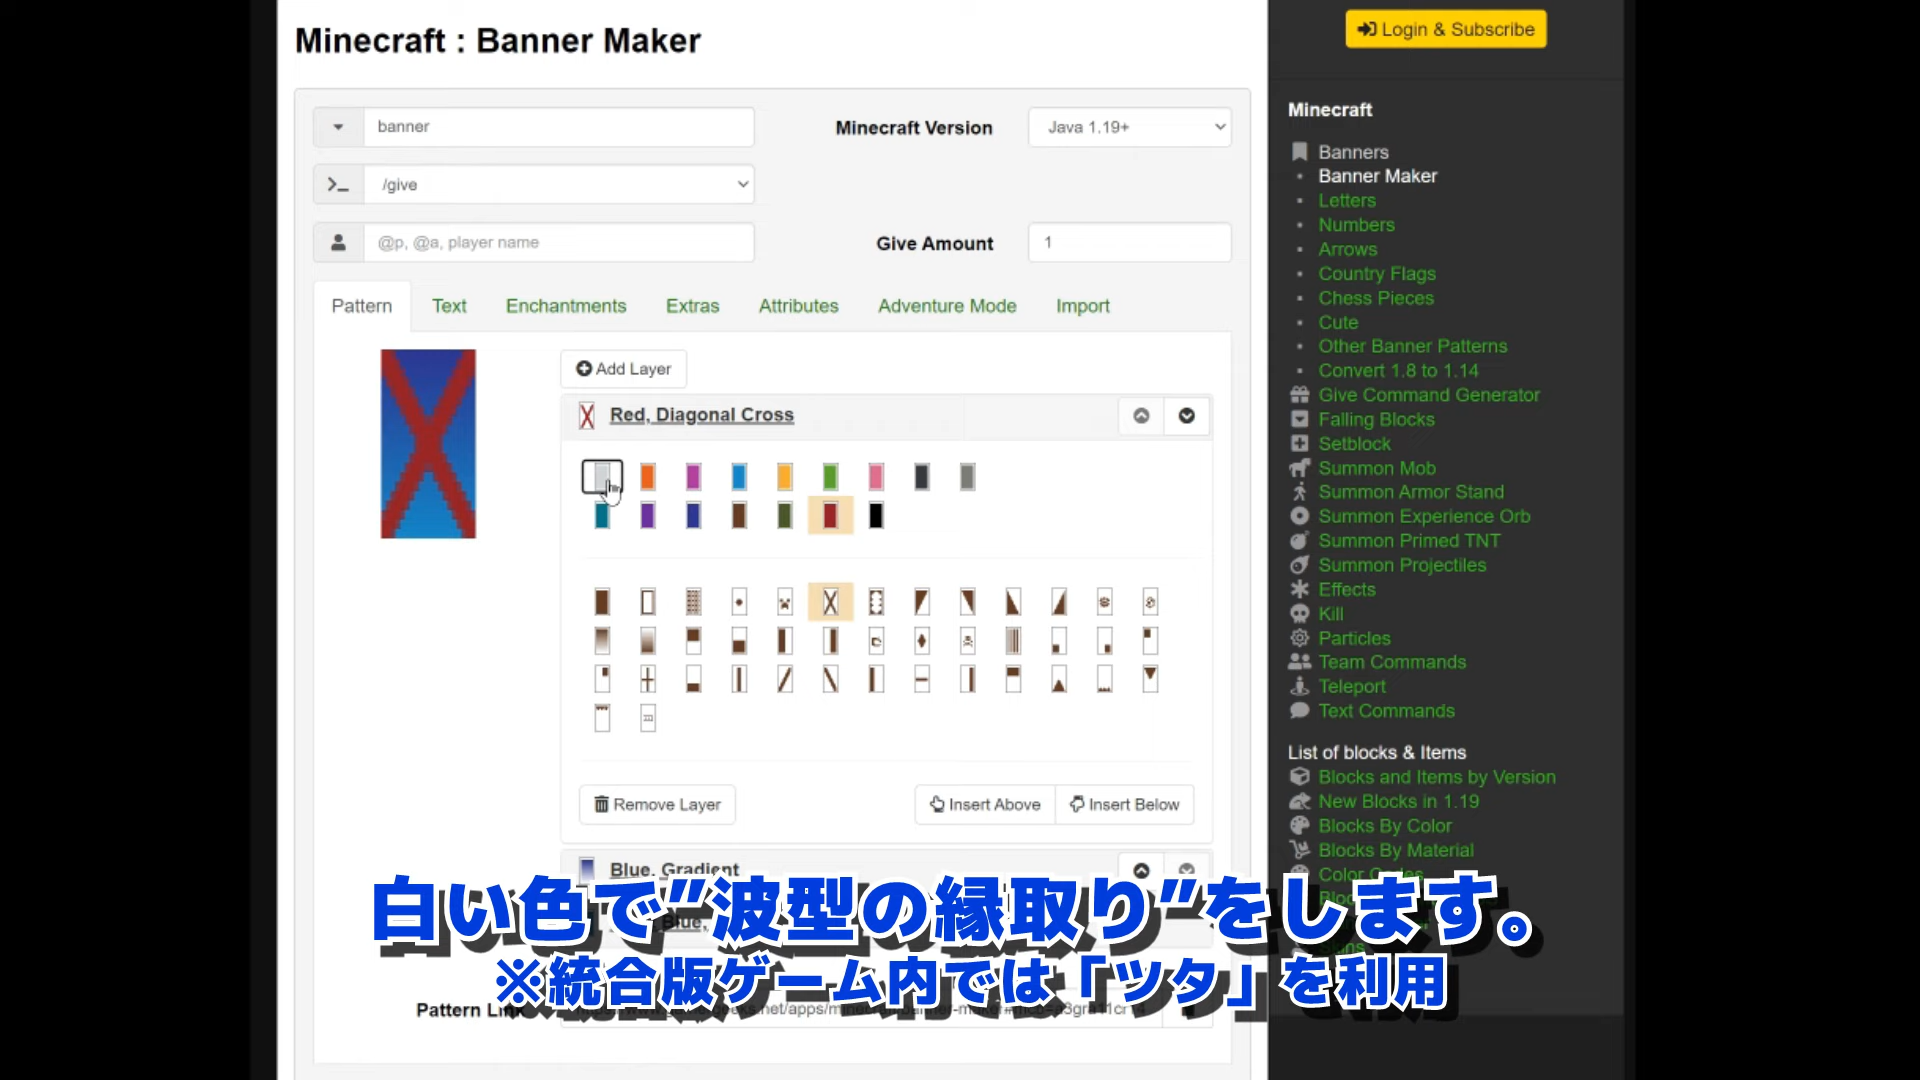 Minecraft : Banner Maker
Login & Subscribe
banner
Minecraft Version
Java 1.19+
/give
@p, @a, player name
Give Amount
1
Pattern
Text
Enchantments
Extras
Attributes
Adventure Mode
Import
Add Layer
Red, Diagonal Cross
Remove Layer
Insert Above
Insert Below
Blue, Gradient
Blue,
白い色で"波型の縁取り"をします。
※統合版ゲーム内では「ツタ」を利用
Pattern Link
Minecraft
Banners
Banner Maker
Letters
Numbers
Arrows
Country Flags
Chess Pieces
Cute
Other Banner Patterns
Convert 1.8 to 1.14
Give Command Generator
Falling Blocks
Setblock
Summon Mob
Summon Armor Stand
Summon Experience Orb
Summon Primed TNT
Summon Projectiles
Effects
Kill
Particles
Team Commands
Teleport
Text Commands
List of blocks & Items
Blocks and Items by Version
New Blocks in 1.19
Blocks By Color
Blocks By Material
Color Codes